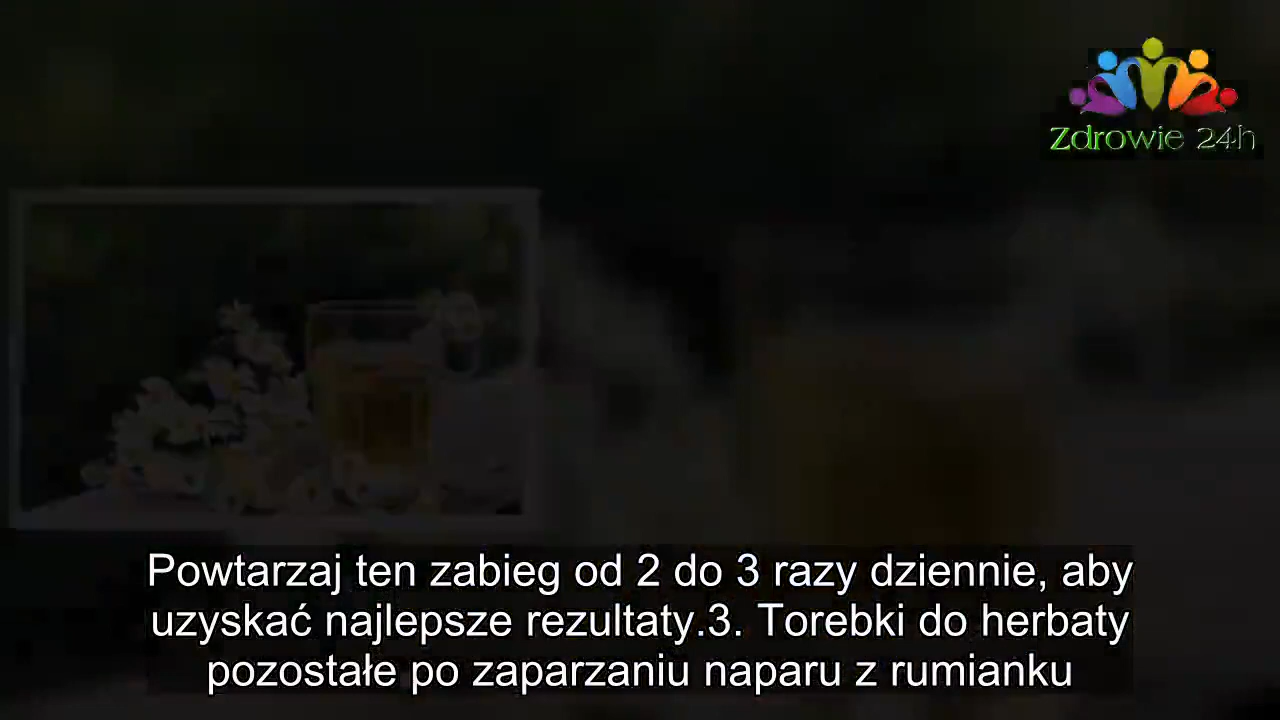 Zdrowie 24h
Powtarzaj ten zabieg od 2 do 3 razy dziennie, aby
uzyskać najlepsze rezultaty.3. Torebki do herbaty
pozostałe po zaparzaniu naparu z rumianku